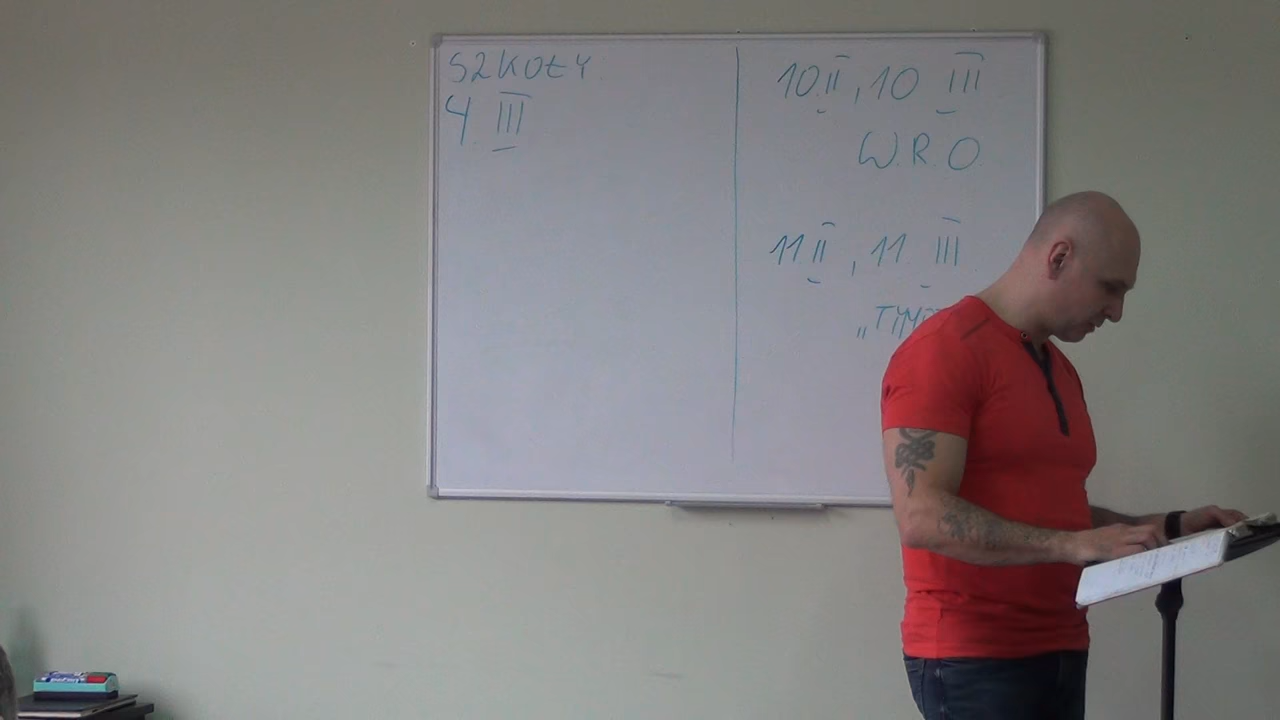 SZKOŁY
4 III
10.II, 10 III
W.R.O.
11 II, 11 III